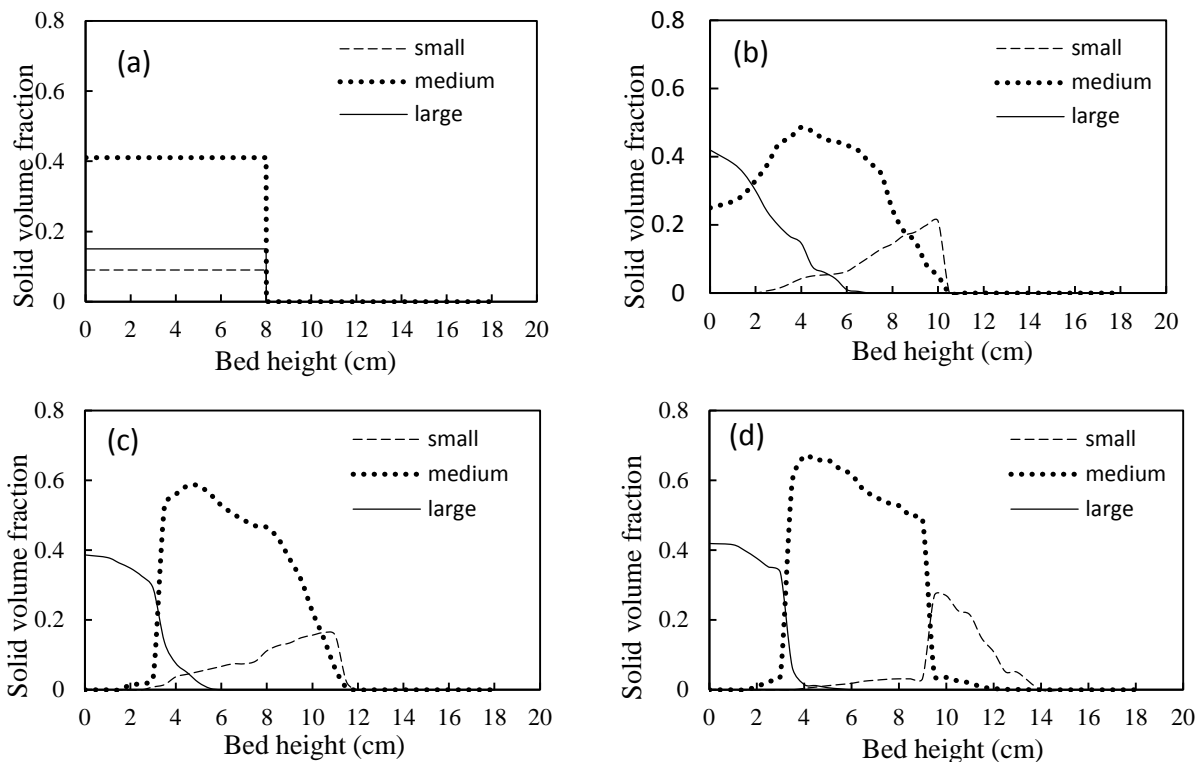 (a)
small
medium
large
Solid volume fraction
0.8
0.6
0.4
0.2
0
0 2 4 6 8 10 12 14 16 18 20
Bed height (cm)
(b)
small
medium
large
Solid volume fraction
0.8
0.6
0.4
0.2
0
0 2 4 6 8 10 12 14 16 18 20
Bed height (cm)
(c)
small
medium
large
Solid volume fraction
0.8
0.6
0.4
0.2
0
0 2 4 6 8 10 12 14 16 18 20
Bed height (cm)
(d)
small
medium
large
Solid volume fraction
0.8
0.6
0.4
0.2
0
0 2 4 6 8 10 12 14 16 18 20
Bed height (cm)